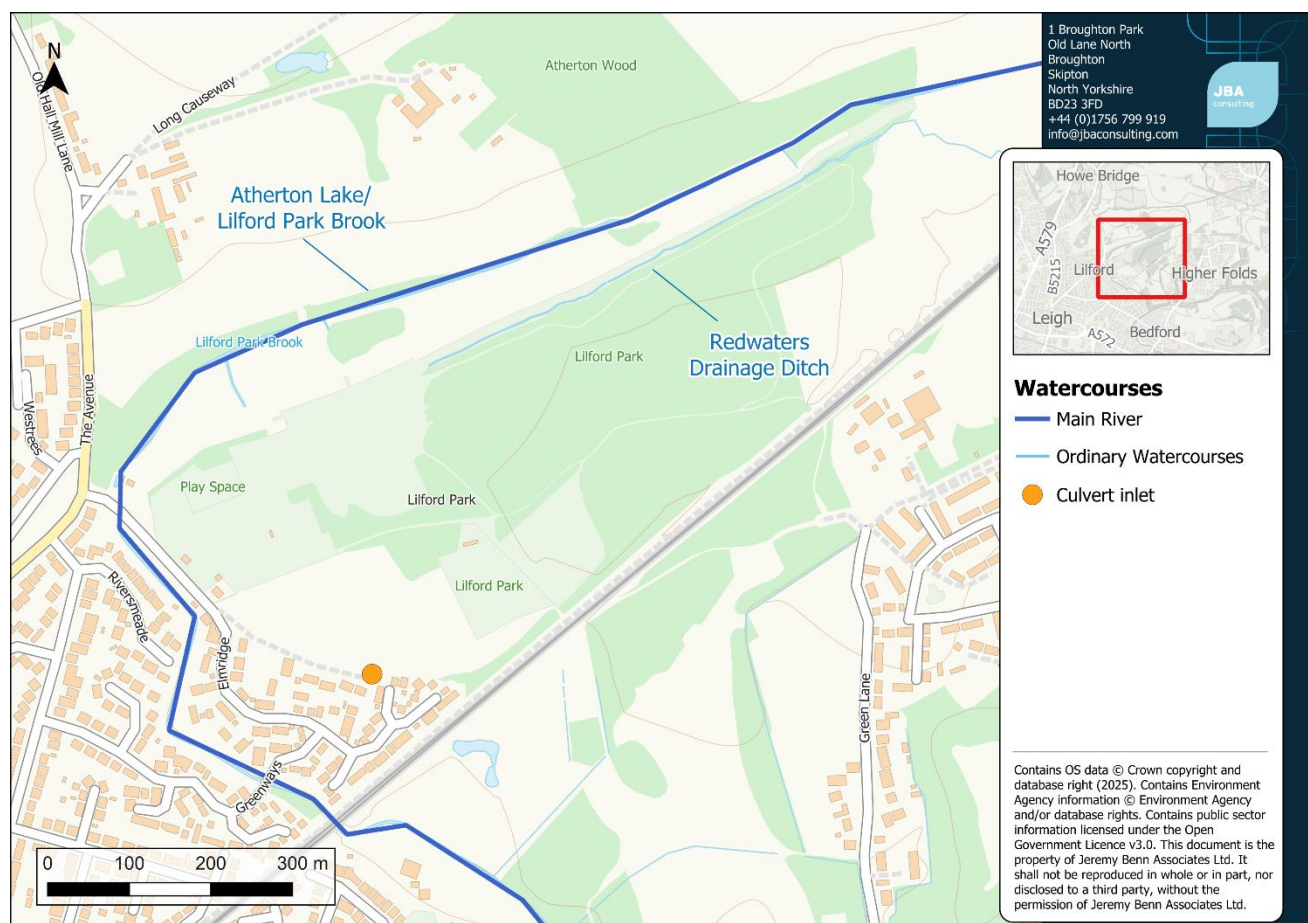 N
Old Hall Mill Lane
Long Causeway
Atherton Wood
Atherton Lake/
Lilford Park Brook
Lilford Park Brook
Redwaters
Drainage Ditch
Lilford Park
Westrees
The Avenue
Play Space
Lilford Park
Lilford Park
Riversmeade
Elmridge
Greenways
Green Lane
0 100 200 300 m
1 Broughton Park
Old Lane North
Broughton
Skipton
North Yorkshire
BD23 3FD
+44 (0)1756 799 919
info@jbaconsulting.com
JBA
consulting
Howe Bridge
A579
B5215
Lilford
Higher Folds
Leigh
Bedford
A572
Watercourses
Main River
Ordinary Watercourses
Culvert inlet
Contains OS data © Crown copyright and
database right (2025). Contains Environment
Agency information © Environment Agency
and/or database rights. Contains public sector
information licensed under the Open
Government Licence v3.0. This document is the
property of Jeremy Benn Associates Ltd. It
shall not be reproduced in whole or in part, nor
disclosed to a third party, without the
permission of Jeremy Benn Associates Ltd.